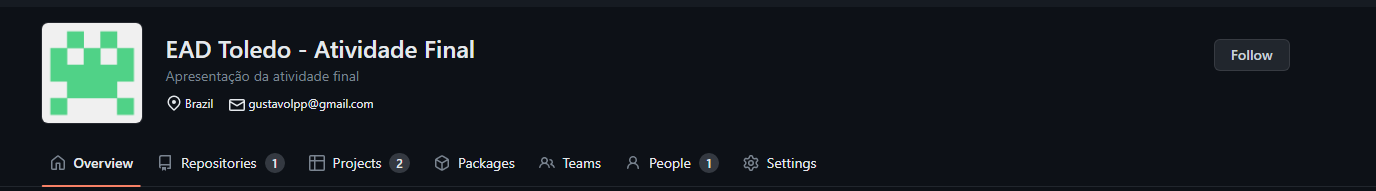 EAD Toledo - Atividade Final
Follow
Apresentação da atividade final
Brazil gustavolpp@gmail.com
Overview Repositories 1 Projects 2 Packages Teams People 1 Settings